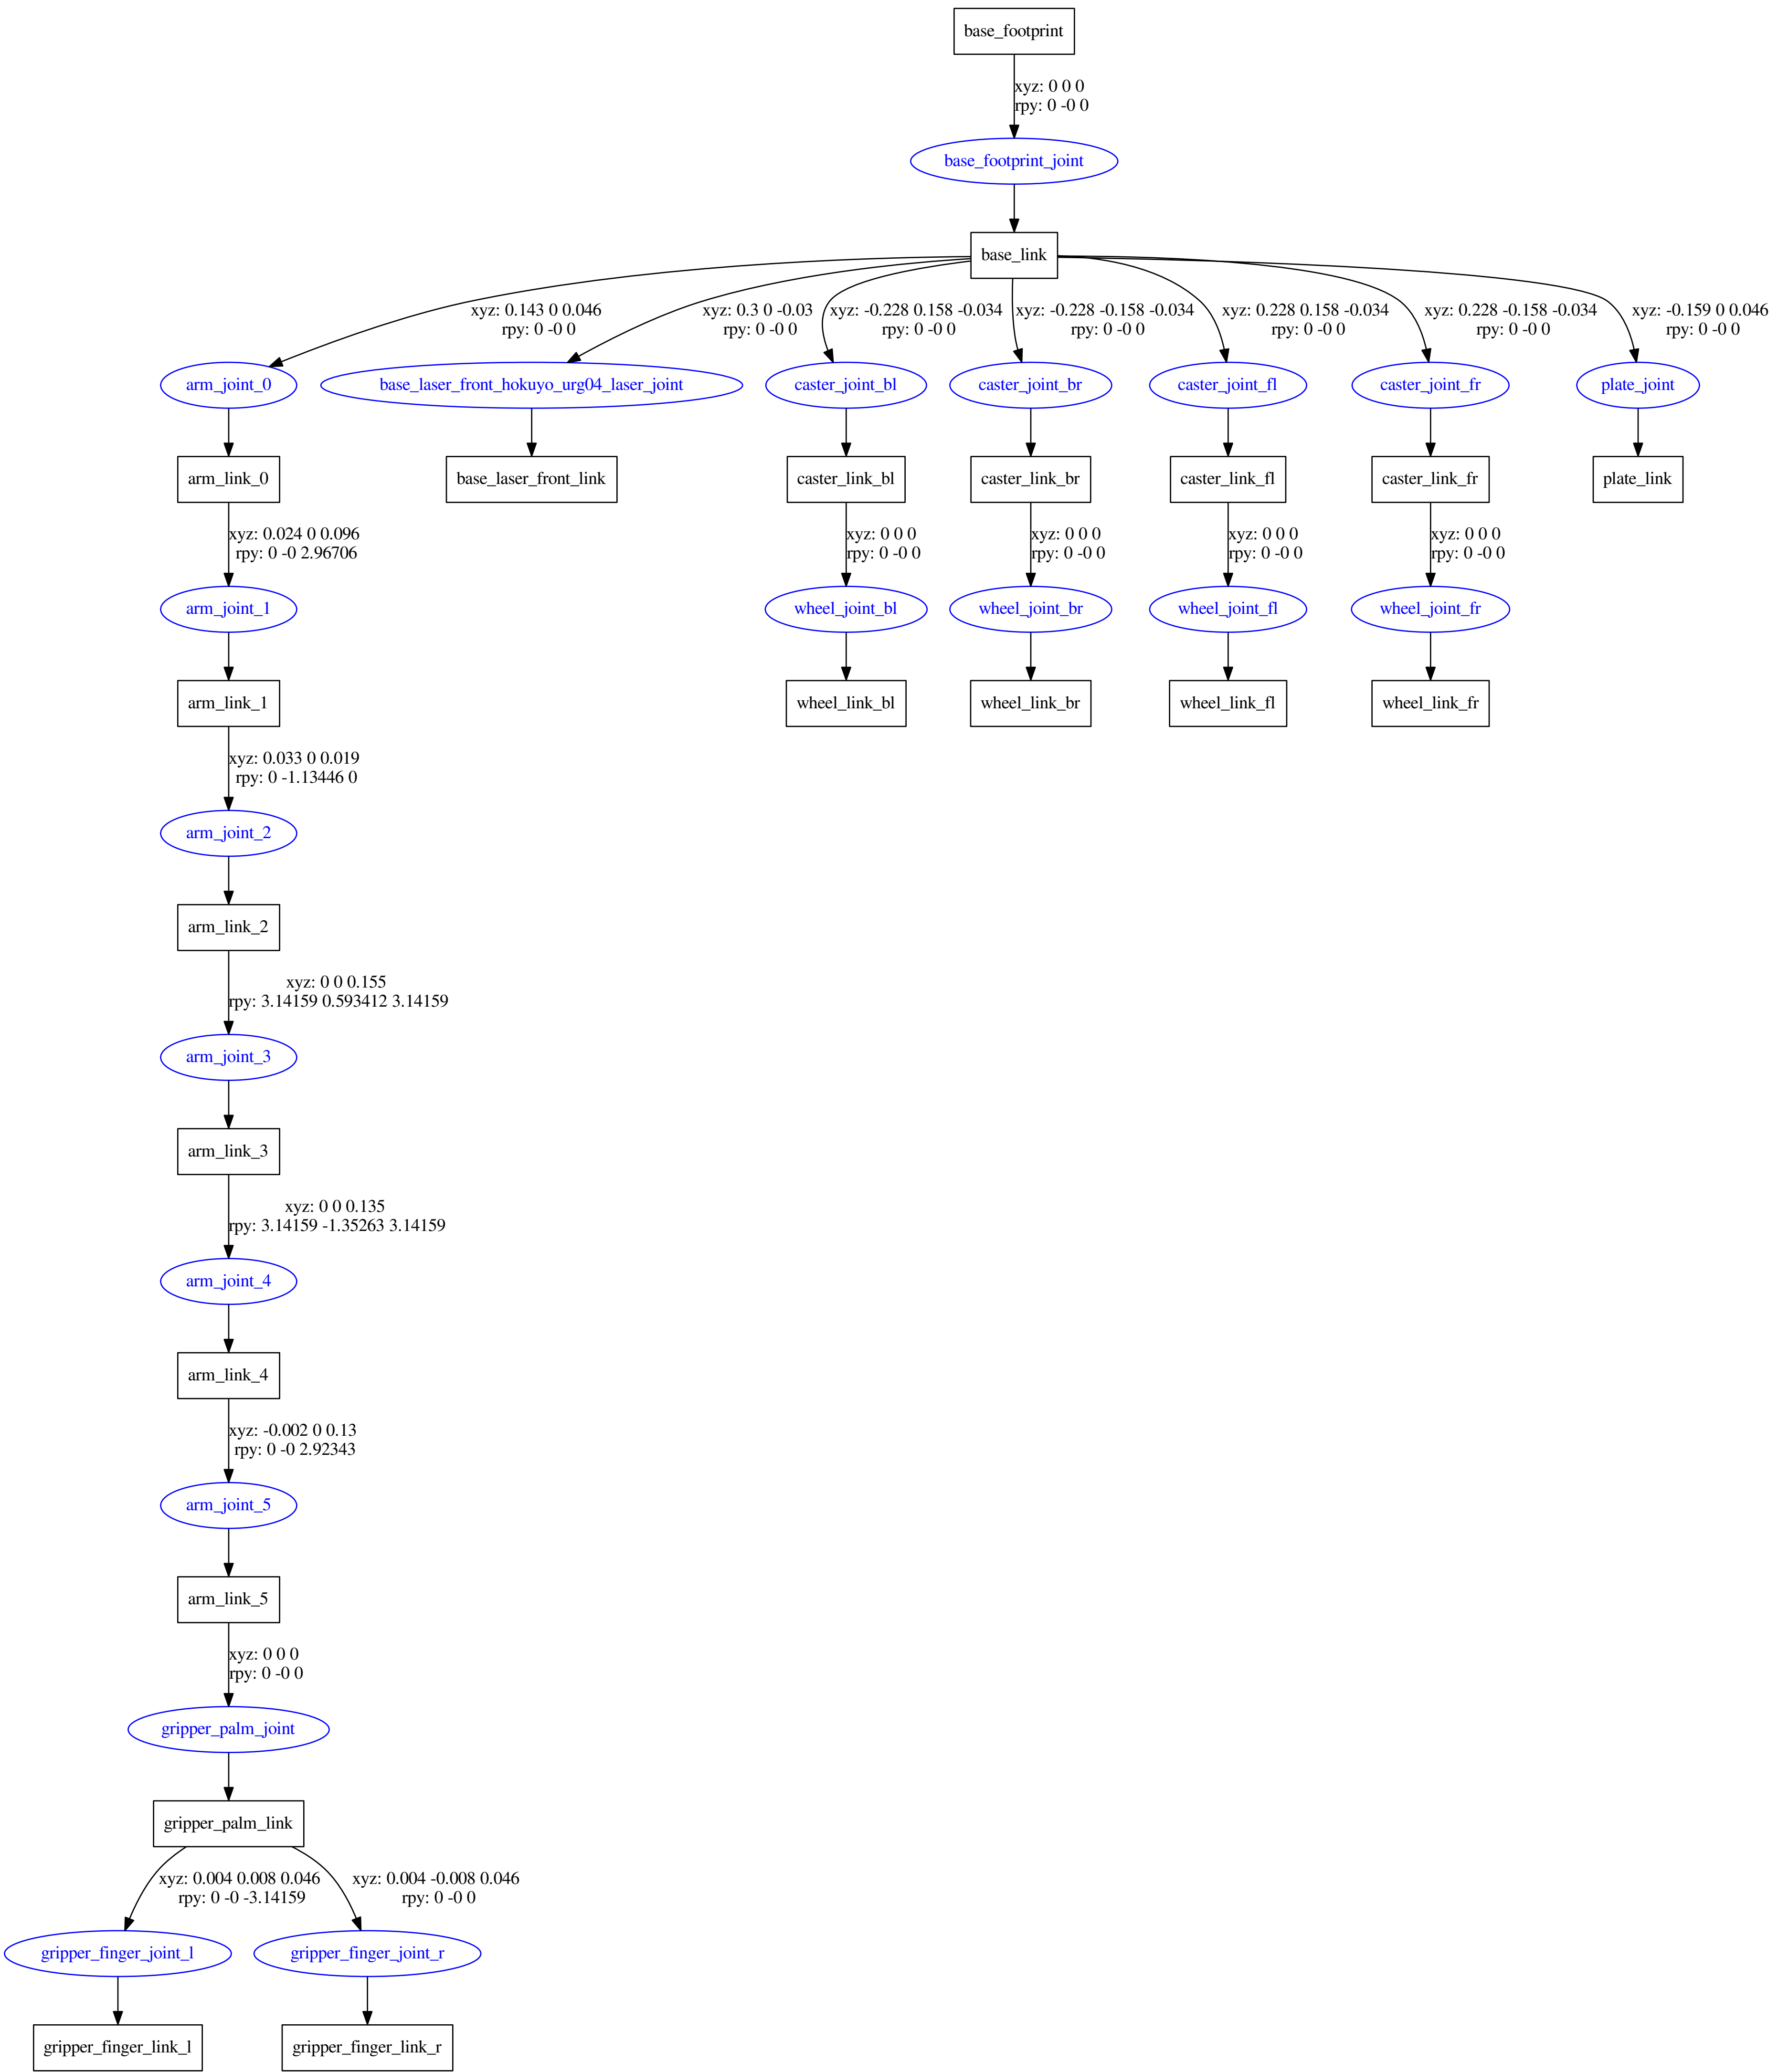 base_footprint
xyz: 0 0 0
rpy: 0 -0 0
base_footprint_joint
base_link
xyz: 0.143 0 0.046
rpy: 0 -0 0
xyz: 0.3 0 -0.03
rpy: 0 -0 0
xyz: -0.228 0.158 -0.034
rpy: 0 -0 0
xyz: -0.228 -0.158 -0.034
rpy: 0 -0 0
xyz: 0.228 0.158 -0.034
rpy: 0 -0 0
xyz: 0.228 -0.158 -0.034
rpy: 0 -0 0
xyz: -0.159 0 0.046
rpy: 0 -0 0
arm_joint_0
base_laser_front_hokuyo_urg04_laser_joint
caster_joint_bl
caster_joint_br
caster_joint_fl
caster_joint_fr
plate_joint
arm_link_0
base_laser_front_link
caster_link_bl
caster_link_br
caster_link_fl
caster_link_fr
plate_link
xyz: 0.024 0 0.096
rpy: 0 -0 2.96706
xyz: 0 0 0
rpy: 0 -0 0
xyz: 0 0 0
rpy: 0 -0 0
xyz: 0 0 0
rpy: 0 -0 0
xyz: 0 0 0
rpy: 0 -0 0
arm_joint_1
wheel_joint_bl
wheel_joint_br
wheel_joint_fl
wheel_joint_fr
arm_link_1
wheel_link_bl
wheel_link_br
wheel_link_fl
wheel_link_fr
xyz: 0.033 0 0.019
rpy: 0 -1.13446 0
arm_joint_2
arm_link_2
xyz: 0 0 0.155
rpy: 3.14159 0.593412 3.14159
arm_joint_3
arm_link_3
xyz: 0 0 0.135
rpy: 3.14159 -1.35263 3.14159
arm_joint_4
arm_link_4
xyz: -0.002 0 0.13
rpy: 0 -0 2.92343
arm_joint_5
arm_link_5
xyz: 0 0 0
rpy: 0 -0 0
gripper_palm_joint
gripper_palm_link
xyz: 0.004 0.008 0.046
rpy: 0 -0 -3.14159
xyz: 0.004 -0.008 0.046
rpy: 0 -0 0
gripper_finger_joint_l
gripper_finger_joint_r
gripper_finger_link_l
gripper_finger_link_r